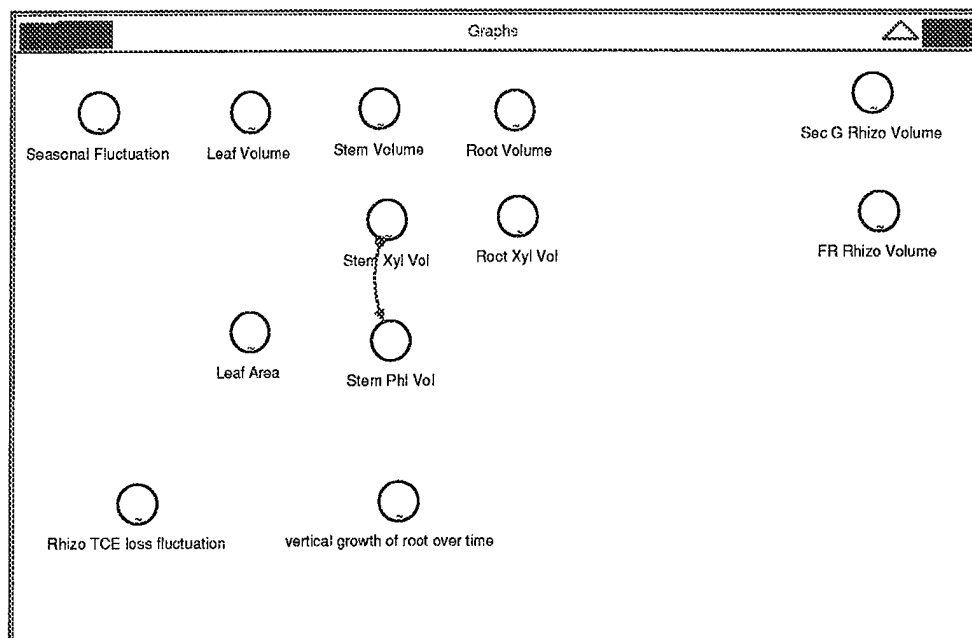 Graphs
Seasonal Fluctuation
Leaf Volume
Stem Volume
Root Volume
Sec G Rhizo Volume
Stem Xyl Vol
Root Xyl Vol
FR Rhizo Volume
Leaf Area
Stem Phl Vol
Rhizo TCE loss fluctuation
vertical growth of root over time